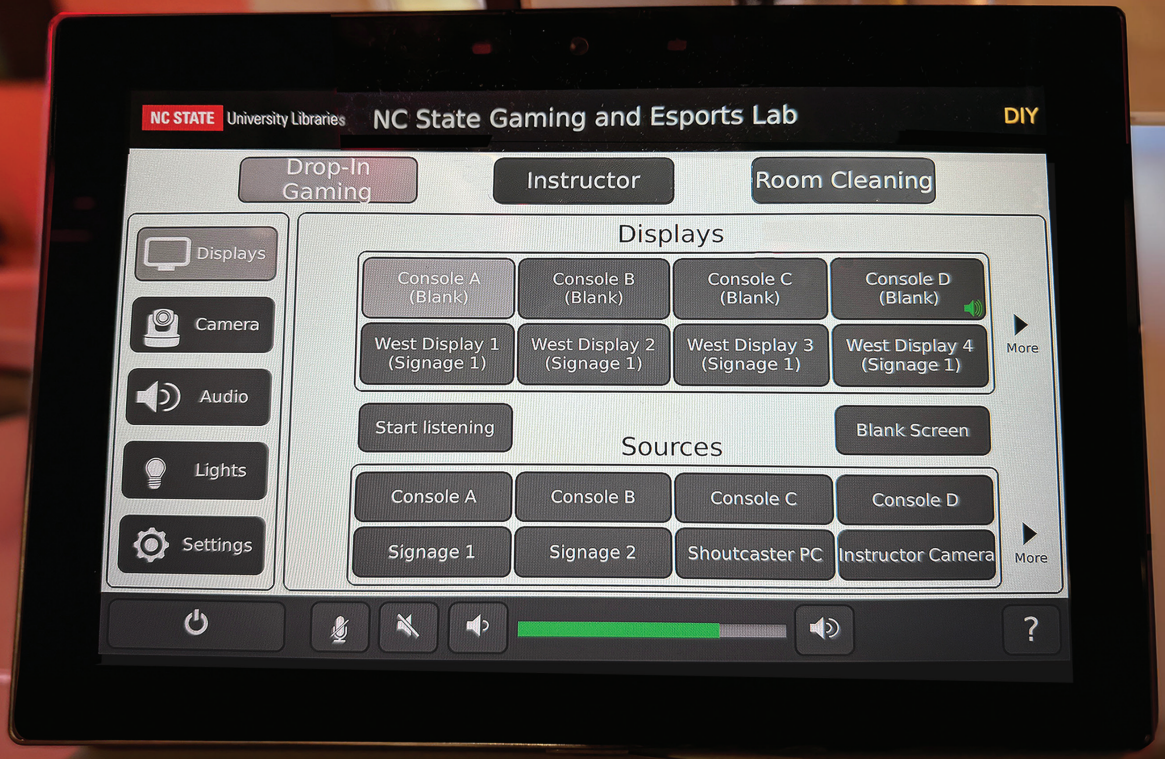 NC STATE University Libraries NC State Gaming and Esports Lab DIY
Drop-In
Gaming
Instructor
Room Cleaning
Displays
Camera
Audio
Lights
Settings
Displays
Console A
(Blank)
Console B
(Blank)
Console C
(Blank)
Console D
(Blank)
West Display 1
(Signage 1)
West Display 2
(Signage 1)
West Display 3
(Signage 1)
West Display 4
(Signage 1)
More
Start listening
Blank Screen
Sources
Console A
Console B
Console C
Console D
Signage 1
Signage 2
Shoutcaster PC
Instructor Camera
More
?